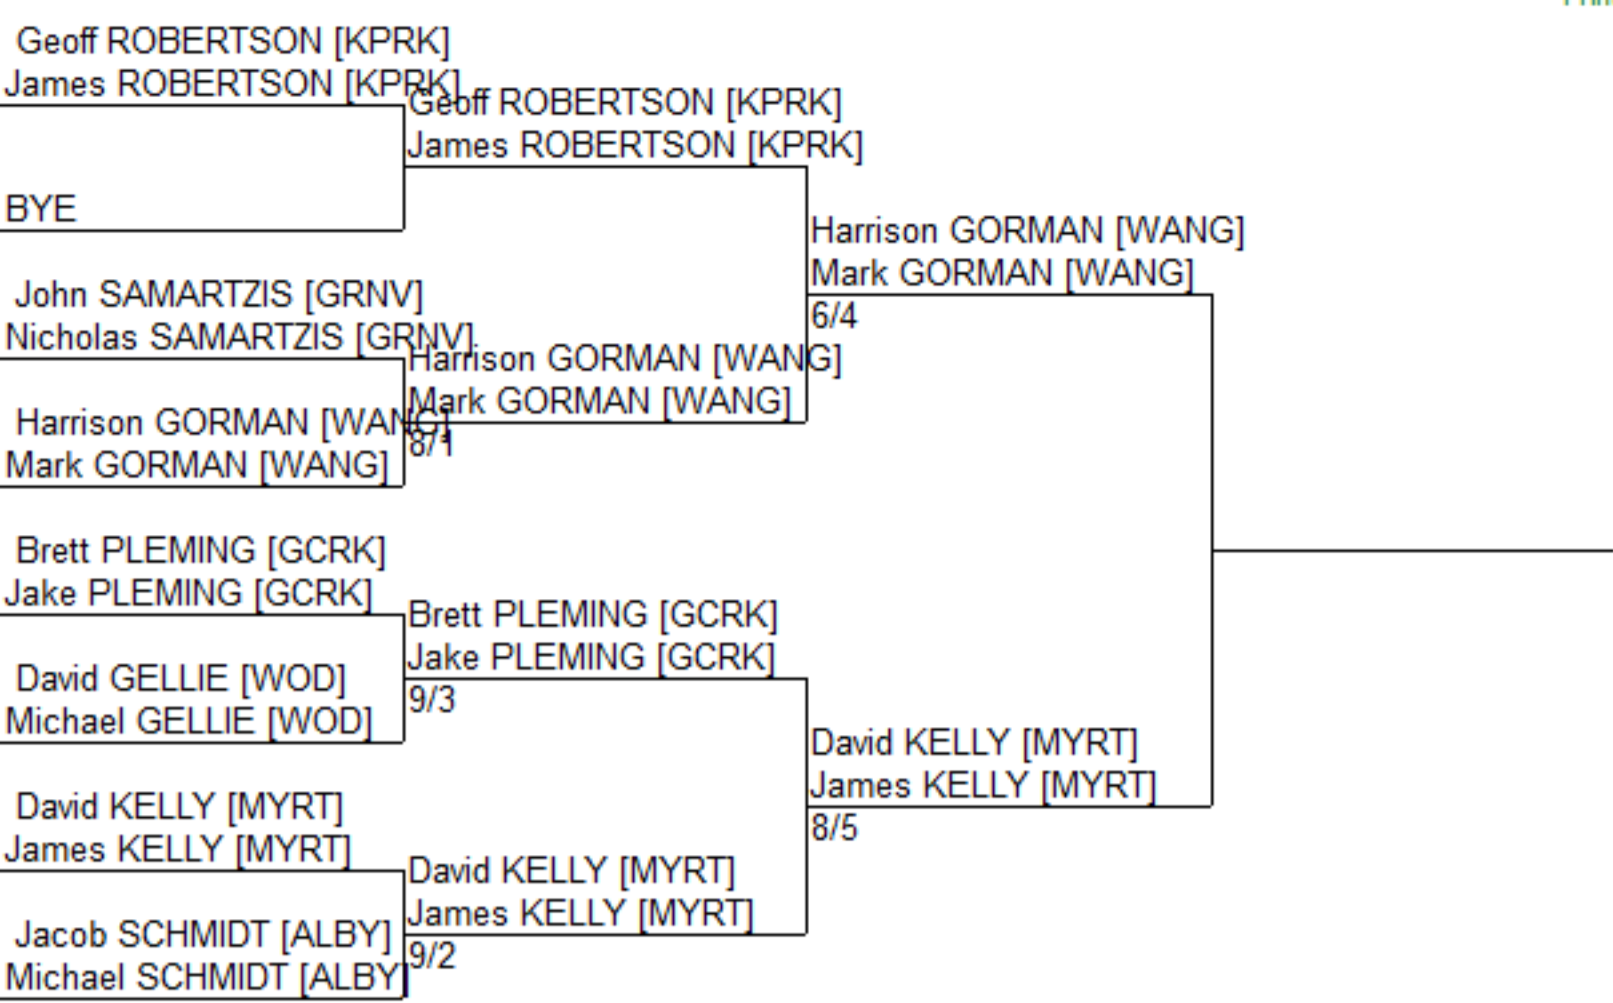 Geoff ROBERTSON [KPRK]
James ROBERTSON [KPRK]
BYE
John SAMARTZIS [GRNV]
Nicholas SAMARTZIS [GRNV]
Harrison GORMAN [WANG]
Mark GORMAN [WANG]
Brett PLEMING [GCRK]
Jake PLEMING [GCRK]
David GELLIE [WOD]
Michael GELLIE [WOD]
David KELLY [MYRT]
James KELLY [MYRT]
Jacob SCHMIDT [ALBY]
Michael SCHMIDT [ALBY]
Geoff ROBERTSON [KPRK]
James ROBERTSON [KPRK]
Harrison GORMAN [WANG]
Mark GORMAN [WANG]
8/1
Brett PLEMING [GCRK]
Jake PLEMING [GCRK]
9/3
David KELLY [MYRT]
James KELLY [MYRT]
9/2
Harrison GORMAN [WANG]
Mark GORMAN [WANG]
6/4
David KELLY [MYRT]
James KELLY [MYRT]
8/5